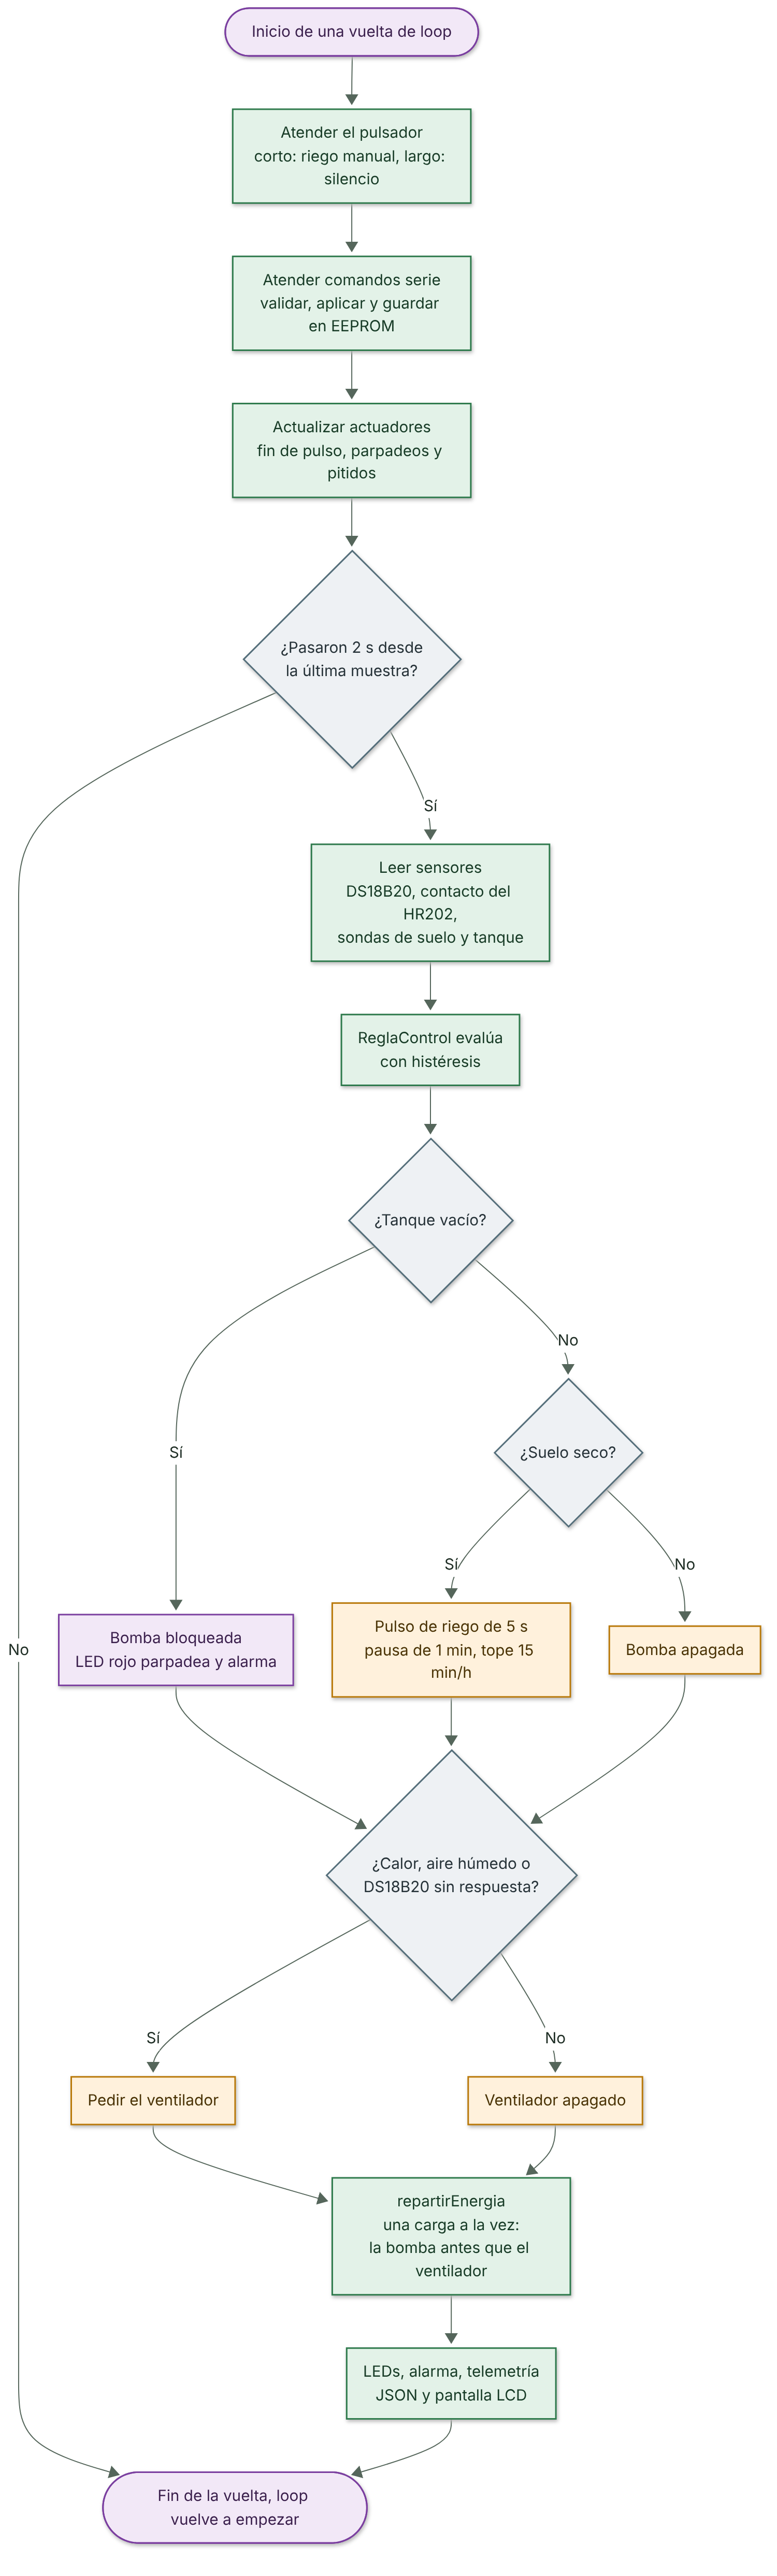 Inicio de una vuelta de loop
Atender el pulsador
corto: riego manual, largo:
silencio
Atender comandos serie
validar, aplicar y guardar
en EEPROM
Actualizar actuadores
fin de pulso, parpadeos y
pitidos
¿Pasaron 2 s desde
la última muestra?
Sí
Leer sensores
DS18B20, contacto del
HR202,
sondas de suelo y tanque
ReglaControl evalúa
con histéresis
¿Tanque vacío?
No
Sí
¿Suelo seco?
Sí
No
No
Bomba bloqueada
LED rojo parpadea y alarma
Pulso de riego de 5 s
pausa de 1 min, tope 15
min/h
Bomba apagada
¿Calor, aire húmedo o
DS18B20 sin respuesta?
Sí
No
Pedir el ventilador
Ventilador apagado
repartirEnergia
una carga a la vez:
la bomba antes que el
ventilador
LEDs, alarma, telemetría
JSON y pantalla LCD
Fin de la vuelta, loop
vuelve a empezar